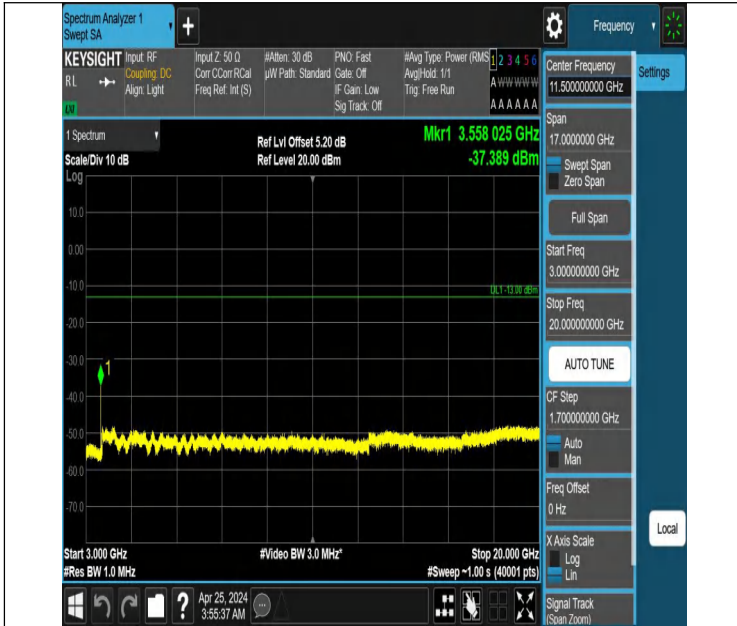 Spectrum Analyzer 1
Swept SA
Frequency
KEYSIGHT
RL
Input: RF
Coupling: DC
Align: Light
Input Z: 50 Ω
Corr CCorr RCal
Freq Ref: Int (S)
#Atten: 30 dB
µW Path: Standard
PNO: Fast
Gate: Off
IF Gain: Low
Sig Track: Off
#Avg Type: Power (RMS
Avg|Hold: 1/1
Trig: Free Run
1 2 3 4 5 6
A W W W W W
A A A A A A
1 Spectrum
Scale/Div 10 dB
Ref Lvl Offset 5.20 dB
Ref Level 20.00 dBm
Mkr1 3.558 025 GHz
-37.389 dBm
Log
10.0
0.00
-10.0
-20.0
-30.0
-40.0
-50.0
-60.0
-70.0
DL1 -13.00 dBm
1
Start 3.000 GHz
#Res BW 1.0 MHz
#Video BW 3.0 MHz*
Stop 20.000 GHz
#Sweep ~1.00 s (40001 pts)
Apr 25, 2024
3:55:37 AM
Center Frequency
11.500000000 GHz
Settings
Span
17.0000000 GHz
Swept Span
Zero Span
Full Span
Start Freq
3.000000000 GHz
Stop Freq
20.000000000 GHz
AUTO TUNE
CF Step
1.700000000 GHz
Auto
Man
Freq Offset
0 Hz
X Axis Scale
Log
Lin
Local
Signal Track
(Span Zoom)